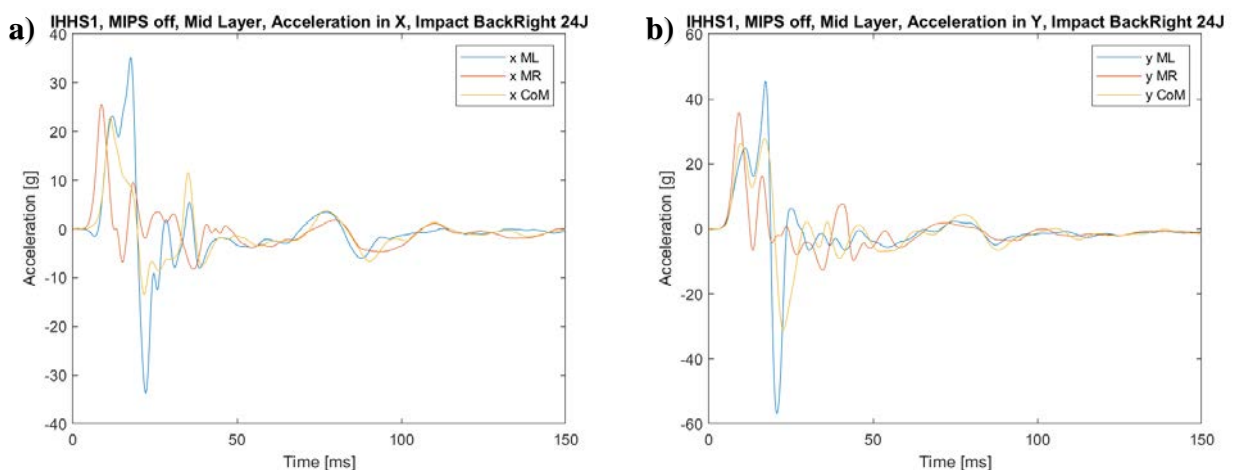 a)
IHHS1, MIPS off, Mid Layer, Acceleration in X, Impact BackRight 24J
40
30
20
10
0
-10
-20
-30
-40
Acceleration [g]
x ML
x MR
x CoM
0
50
100
150
Time [ms]
b)
IHHS1, MIPS off, Mid Layer, Acceleration in Y, Impact BackRight 24J
60
40
20
0
-20
-40
-60
Acceleration [g]
y ML
y MR
y CoM
0
50
100
150
Time [ms]